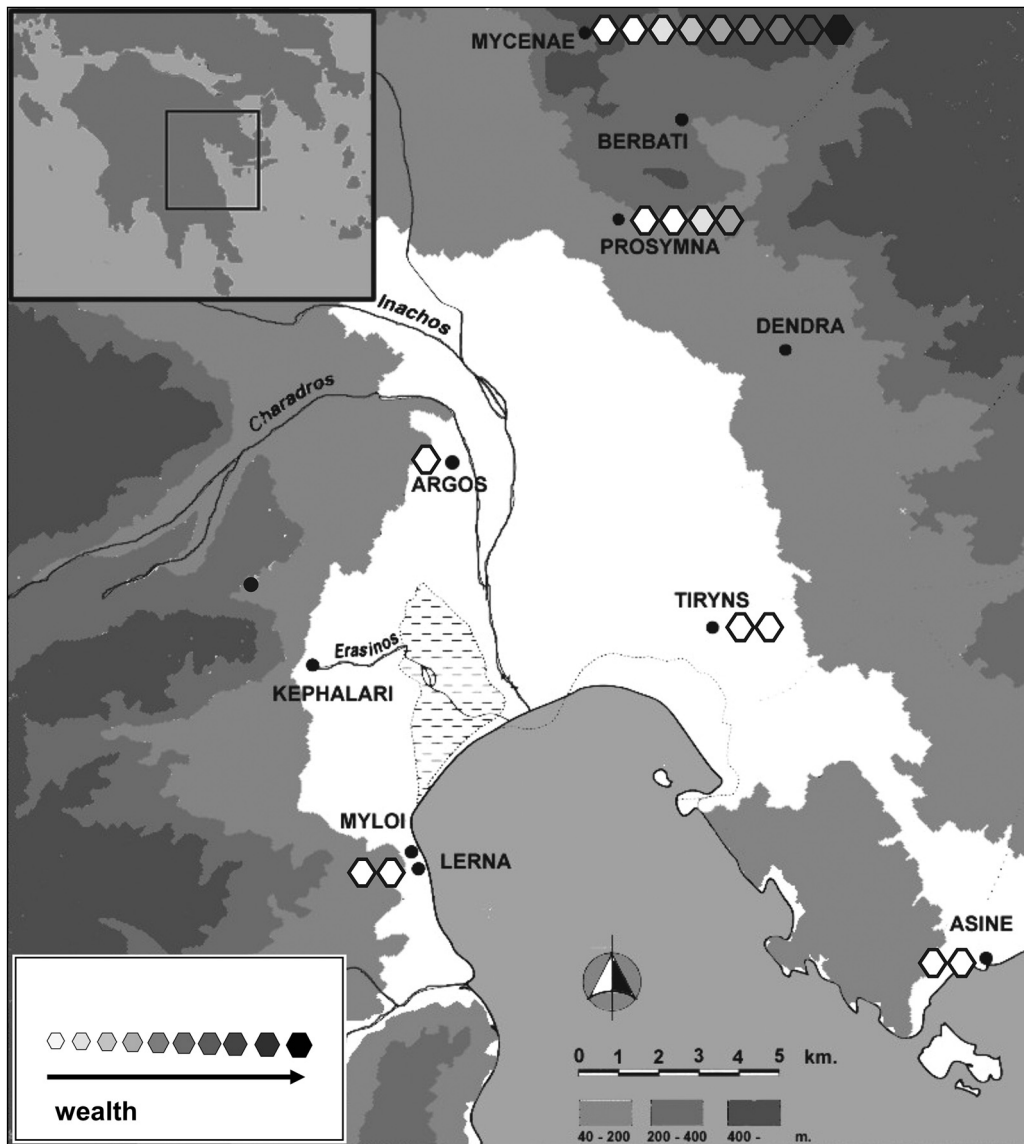 MYCENAE
BERBATI
PROSYMNA
DENDRA
Inachos
Charadros
ARGOS
TIRYNS
Erasinos
KEPHALARI
MYLOI
LERNA
ASINE
wealth
0 1 2 3 4 5 km.
40 - 200 200 - 400 400 - m.